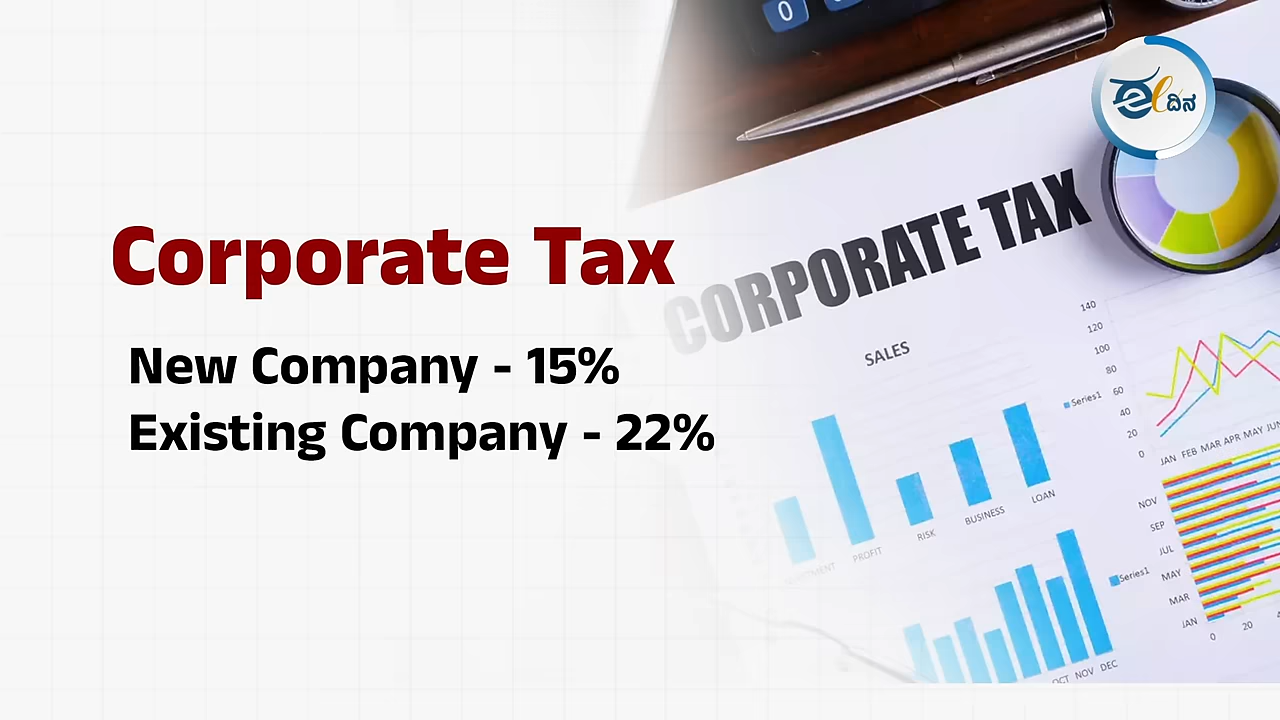 0
ಈ ದಿನ
CORPORATE TAX
Corporate Tax
New Company - 15%
Existing Company - 22%
SALES
PROFIT
RISK
BUSINESS
LOAN
Series1
140
120
100
80
60
40
20
0
JAN FEB MAR APR MAY JUN
NOV
SEP
JUL
MAY
MAR
JAN
0 20
Series1
OCT NOV DEC